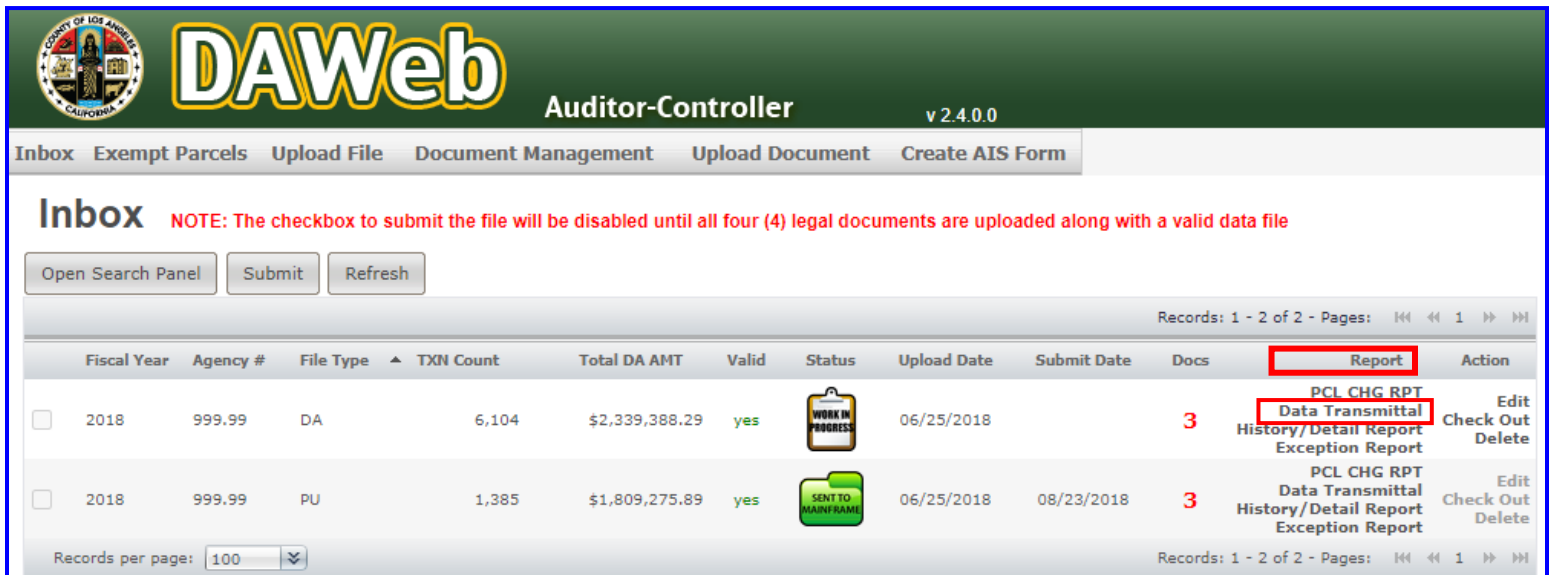 COUNTY OF LOS ANGELES
CALIFORNIA
DAWeb
Auditor-Controller
v 2.4.0.0
Inbox Exempt Parcels Upload File Document Management Upload Document Create AIS Form
Inbox NOTE: The checkbox to submit the file will be disabled until all four (4) legal documents are uploaded along with a valid data file
Open Search Panel Submit Refresh
Records: 1 - 2 of 2 - Pages: 1
Fiscal Year Agency # File Type TXN Count Total DA AMT Valid Status Upload Date Submit Date Docs Report Action
2018 999.99 DA 6,104 $2,339,388.29 yes WORK IN PROGRESS 06/25/2018 3
PCL CHG RPT
Data Transmittal
History/Detail Report
Exception Report
Edit
Check Out
Delete
2018 999.99 PU 1,385 $1,809,275.89 yes SENT TO MAINFRAME 06/25/2018 08/23/2018 3
PCL CHG RPT
Data Transmittal
History/Detail Report
Exception Report
Edit
Check Out
Delete
Records per page: 100
Records: 1 - 2 of 2 - Pages: 1